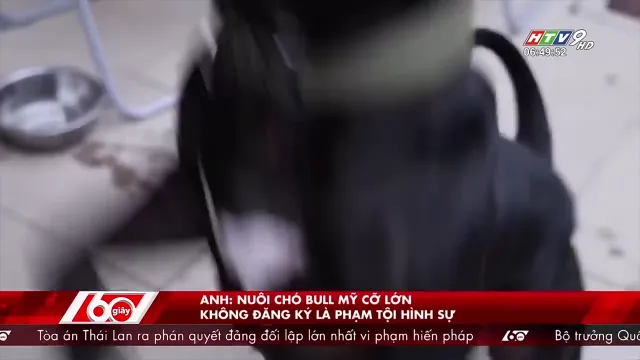 HTV9 HD
06:49:52
60 giây
ANH: NUÔI CHÓ BULL MỸ CỠ LỚN
KHÔNG ĐĂNG KÝ LÀ PHẠM TỘI HÌNH SỰ
Tòa án Thái Lan ra phán quyết đảng đối lập lớn nhất vi phạm hiến pháp 60 Bộ trưởng Quố